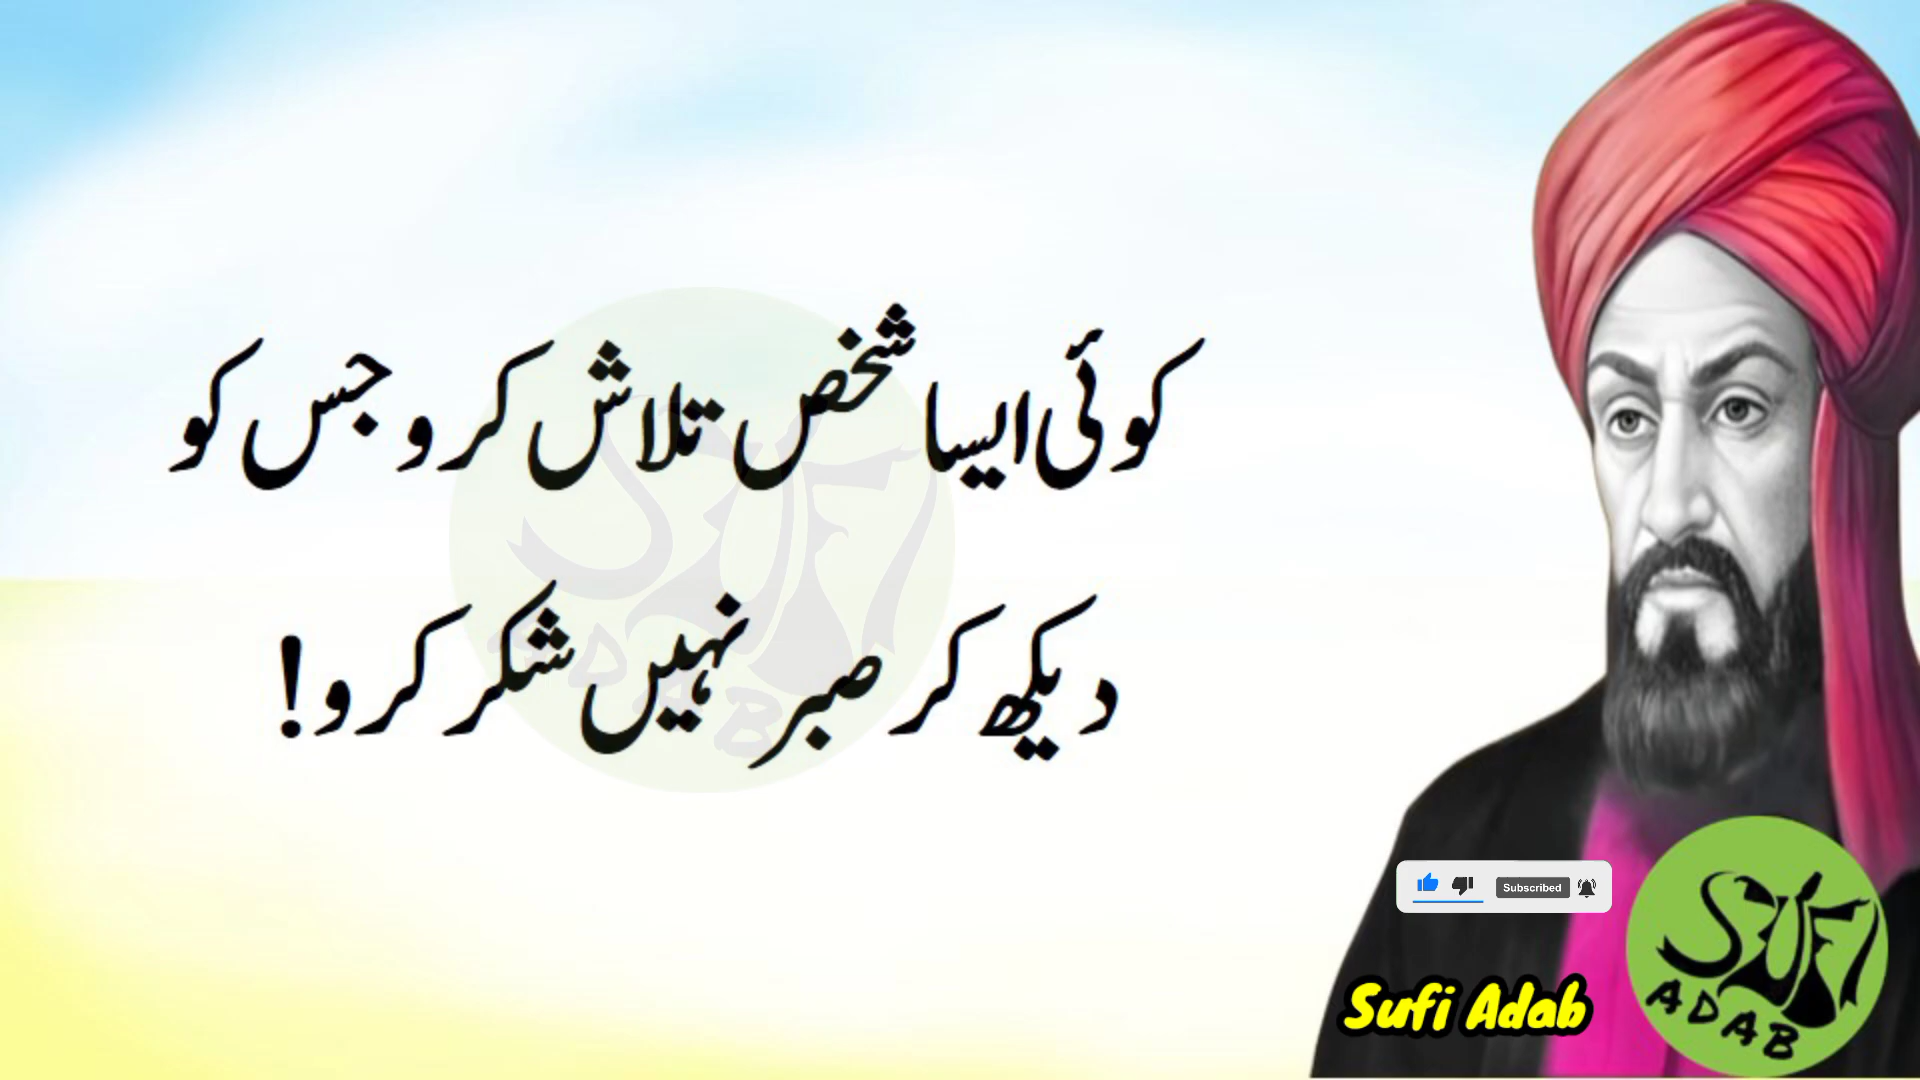 کوئی ایسا شخص تلاش کرو جس کو
دیکھ کر صبر نہیں شکر کرو!
Subscribed
Sufi Adab
SUFI
ADAB